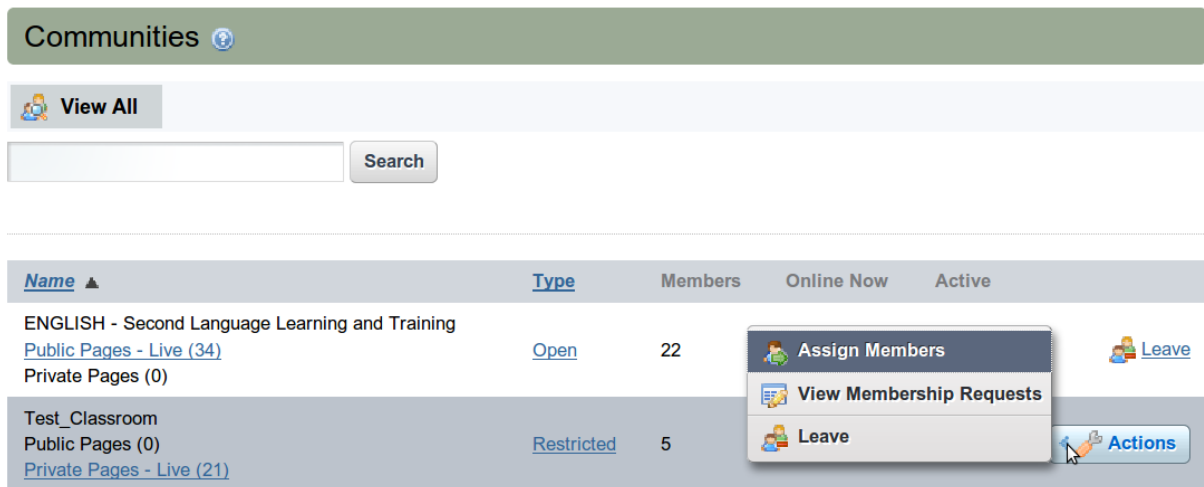 Communities
View All
Search
Name Type Members Online Now Active
ENGLISH - Second Language Learning and Training
Public Pages - Live (34) Open 22 Leave
Private Pages (0)
Assign Members
View Membership Requests
Leave
Test_Classroom
Public Pages (0) Restricted 5 Actions
Private Pages - Live (21)